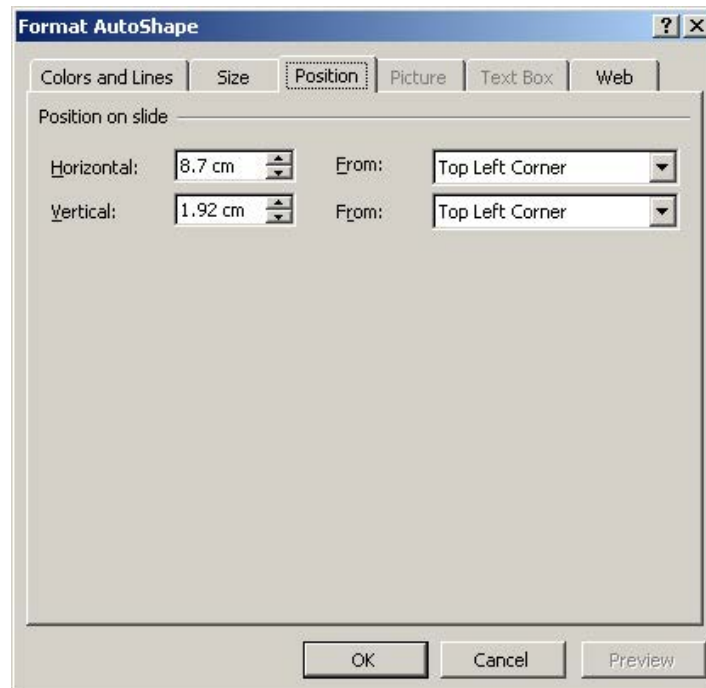 Format AutoShape
Colors and Lines Size Position Picture Text Box Web
Position on slide
Horizontal: 8.7 cm From: Top Left Corner
Vertical: 1.92 cm From: Top Left Corner
OK Cancel Preview